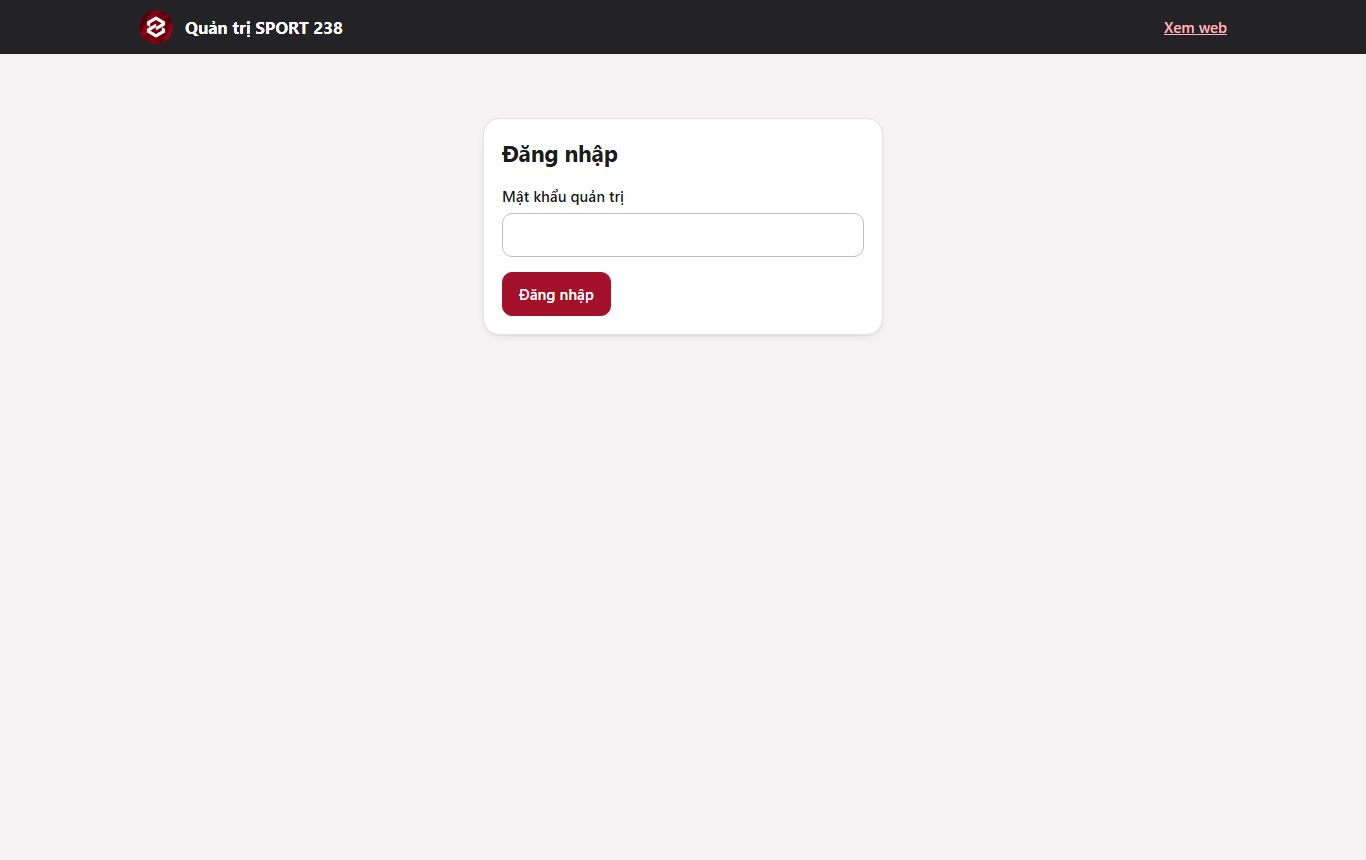 Quản trị SPORT 238
Xem web
Đăng nhập
Mật khẩu quản trị
Đăng nhập